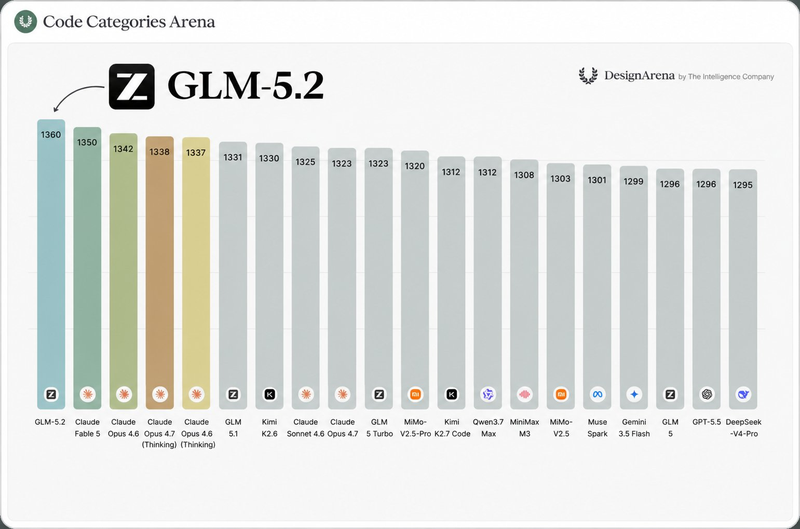 Code Categories Arena
GLM-5.2
DesignArena by The Intelligence Company
1360
1350
1342
1338
1337
1331
1330
1325
1323
1323
1320
1312
1312
1308
1303
1301
1299
1296
1296
1295
GLM-5.2
Claude
Fable 5
Claude
Opus 4.6
Claude
Opus 4.7
(Thinking)
Claude
Opus 4.6
(Thinking)
GLM
5.1
Kimi
K2.6
Claude
Sonnet 4.6
Claude
Opus 4.7
GLM
5 Turbo
MiMo-
V2.5-Pro
Kimi
K2.7 Code
Qwen3.7
Max
MiniMax
M3
MiMo-
V2.5
Muse
Spark
Gemini
3.5 Flash
GLM
5
GPT-5.5
DeepSeek
-V4-Pro